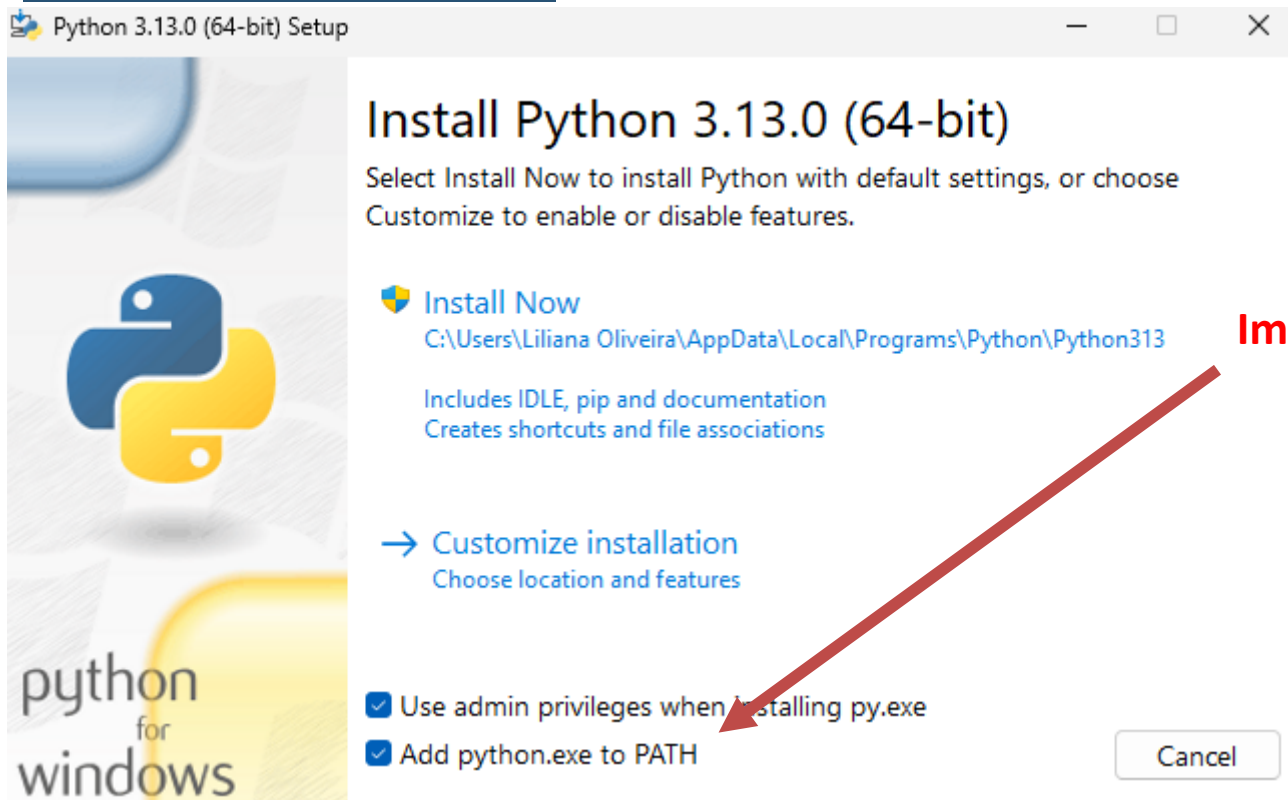 Python 3.13.0 (64-bit) Setup
Install Python 3.13.0 (64-bit)
Select Install Now to install Python with default settings, or choose
Customize to enable or disable features.
Install Now
C:\Users\Liliana Oliveira\AppData\Local\Programs\Python\Python313
Im
Includes IDLE, pip and documentation
Creates shortcuts and file associations
Customize installation
Choose location and features
python
for
windows
Use admin privileges when installing py.exe
Add python.exe to PATH
Cancel